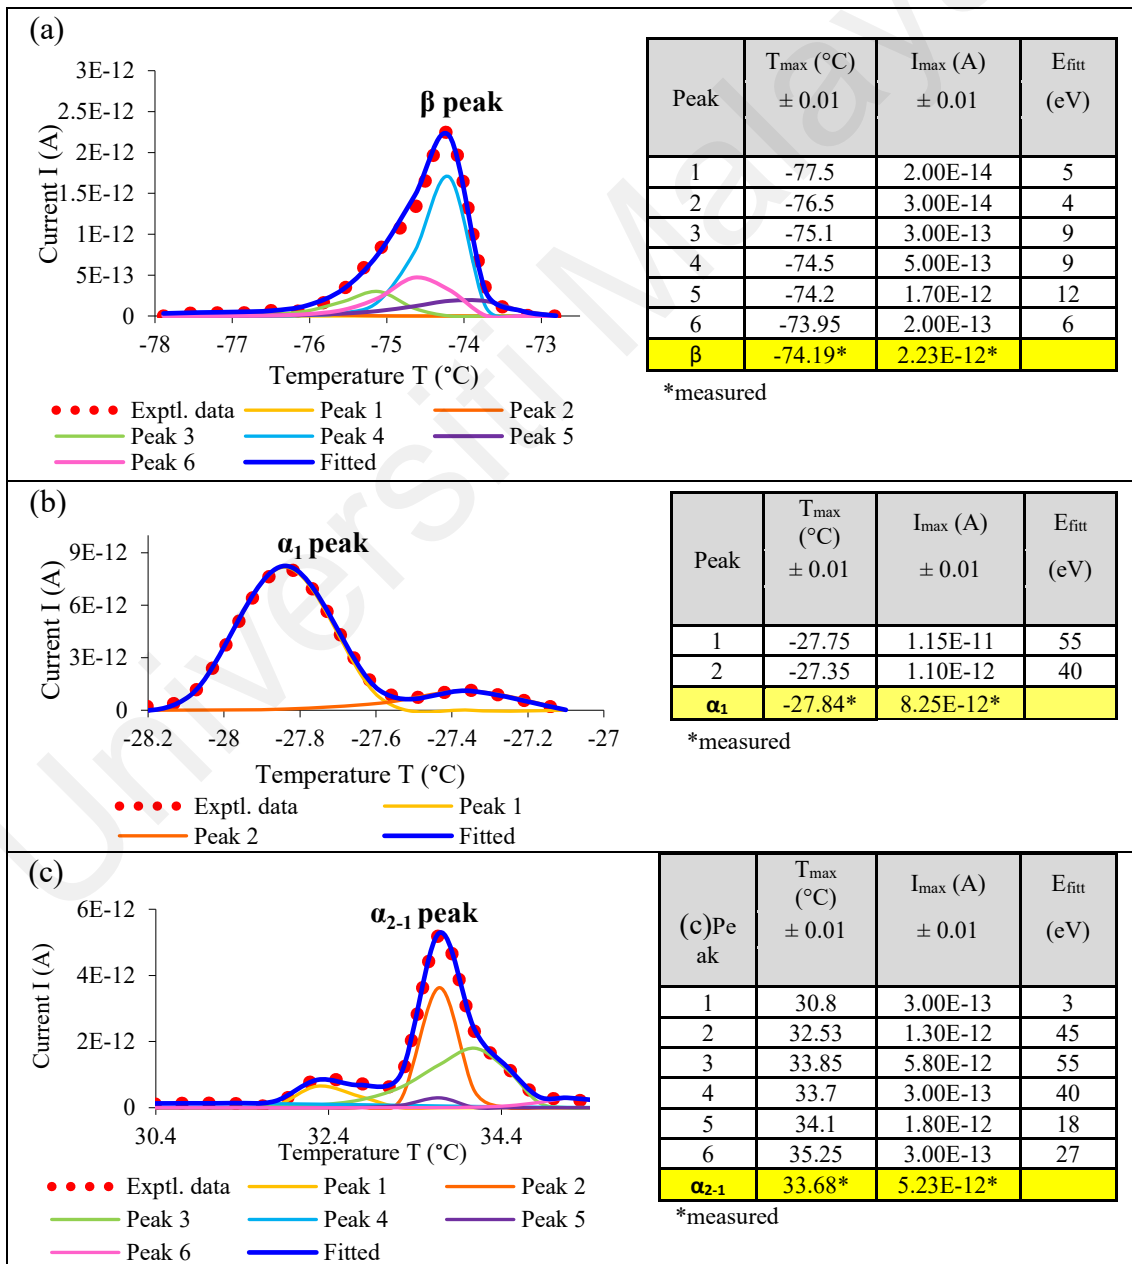 (a)
3E-12
2.5E-12
2E-12
1.5E-12
1E-12
5E-13
0
Current I (A)
β peak
-78 -77 -76 -75 -74 -73
Temperature T (°C)
Exptl. data Peak 1 Peak 2
Peak 3 Peak 4 Peak 5
Peak 6 Fitted
Peak Tmax (°C) ± 0.01 Imax (A) ± 0.01 Efitt (eV)
1 -77.5 2.00E-14 5
2 -76.5 3.00E-14 4
3 -75.1 3.00E-13 9
4 -74.5 5.00E-13 9
5 -74.2 1.70E-12 12
6 -73.95 2.00E-13 6
β -74.19* 2.23E-12*
*measured
(b)
9E-12
6E-12
3E-12
0
Current I (A)
α1 peak
-28.2 -28 -27.8 -27.6 -27.4 -27.2 -27
Temperature T (°C)
Exptl. data Peak 1
Peak 2 Fitted
Peak Tmax (°C) ± 0.01 Imax (A) ± 0.01 Efitt (eV)
1 -27.75 1.15E-11 55
2 -27.35 1.10E-12 40
α1 -27.84* 8.25E-12*
*measured
(c)
6E-12
4E-12
2E-12
0
Current I (A)
α2-1 peak
30.4 32.4 34.4
Temperature T (°C)
Exptl. data Peak 1 Peak 2
Peak 3 Peak 4 Peak 5
Peak 6 Fitted
(c)Pe ak Tmax (°C) ± 0.01 Imax (A) ± 0.01 Efitt (eV)
1 30.8 3.00E-13 3
2 32.53 1.30E-12 45
3 33.85 5.80E-12 55
4 33.7 3.00E-13 40
5 34.1 1.80E-12 18
6 35.25 3.00E-13 27
α2-1 33.68* 5.23E-12*
*measured
Universiti Malaya